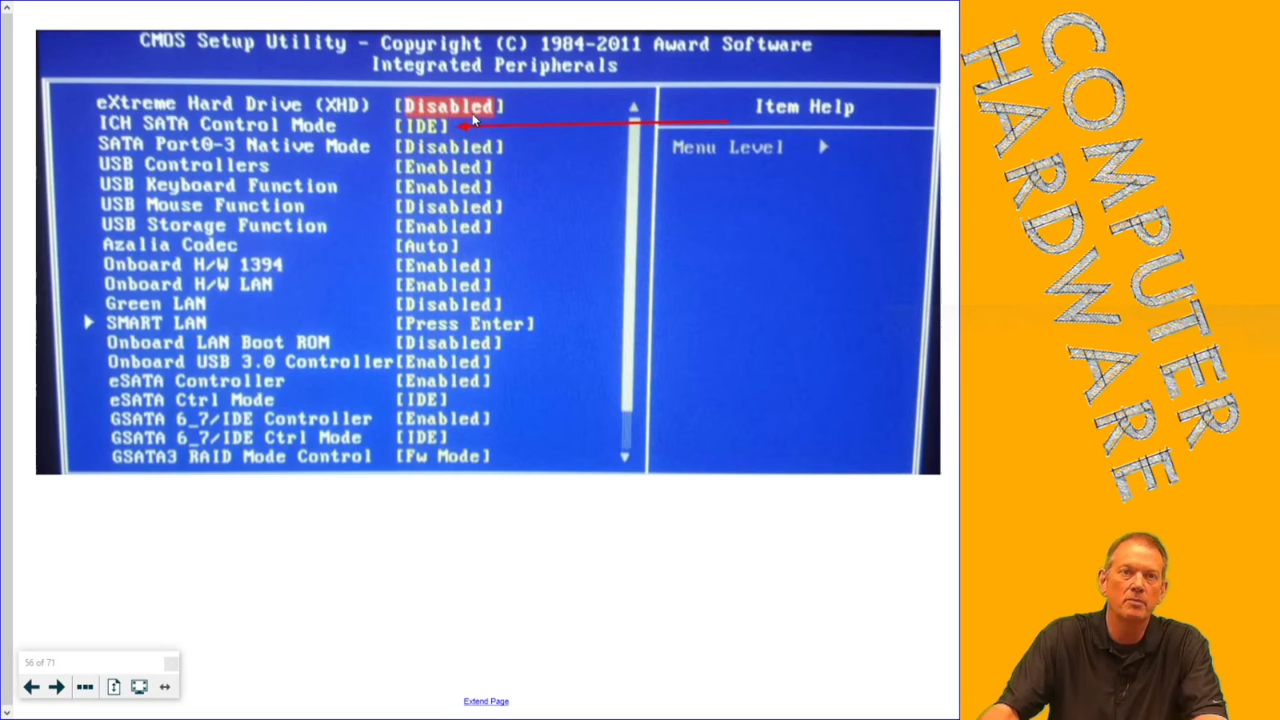 CMOS Setup Utility - Copyright (C) 1984-2011 Award Software
Integrated Peripherals
eXtreme Hard Drive (XHD) [Disabled]
ICH SATA Control Mode [IDE]
SATA Port0-3 Native Mode [Disabled]
USB Controllers [Enabled]
USB Keyboard Function [Enabled]
USB Mouse Function [Disabled]
USB Storage Function [Enabled]
Azalia Codec [Auto]
Onboard H/W 1394 [Enabled]
Onboard H/W LAN [Enabled]
Green LAN [Disabled]
SMART LAN [Press Enter]
Onboard LAN Boot ROM [Disabled]
Onboard USB 3.0 Controller[Enabled]
eSATA Controller [Enabled]
eSATA Ctrl Mode [IDE]
GSATA 6_7/IDE Controller [Enabled]
GSATA 6_7/IDE Ctrl Mode [IDE]
GSATA3 RAID Mode Control [Fw Mode]
Item Help
Menu Level
COMPUTER
HARDWARE
56 of 71
Extend Page